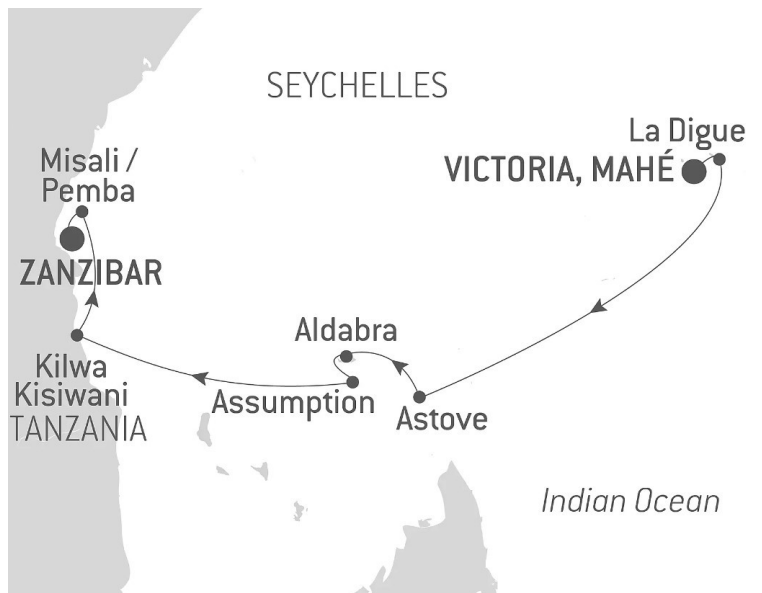 SEYCHELLES
La Digue
VICTORIA, MAHÉ
Misali /
Pemba
ZANZIBAR
Aldabra
Kilwa
Kisiwani
TANZANIA
Assumption
Astove
Indian Ocean